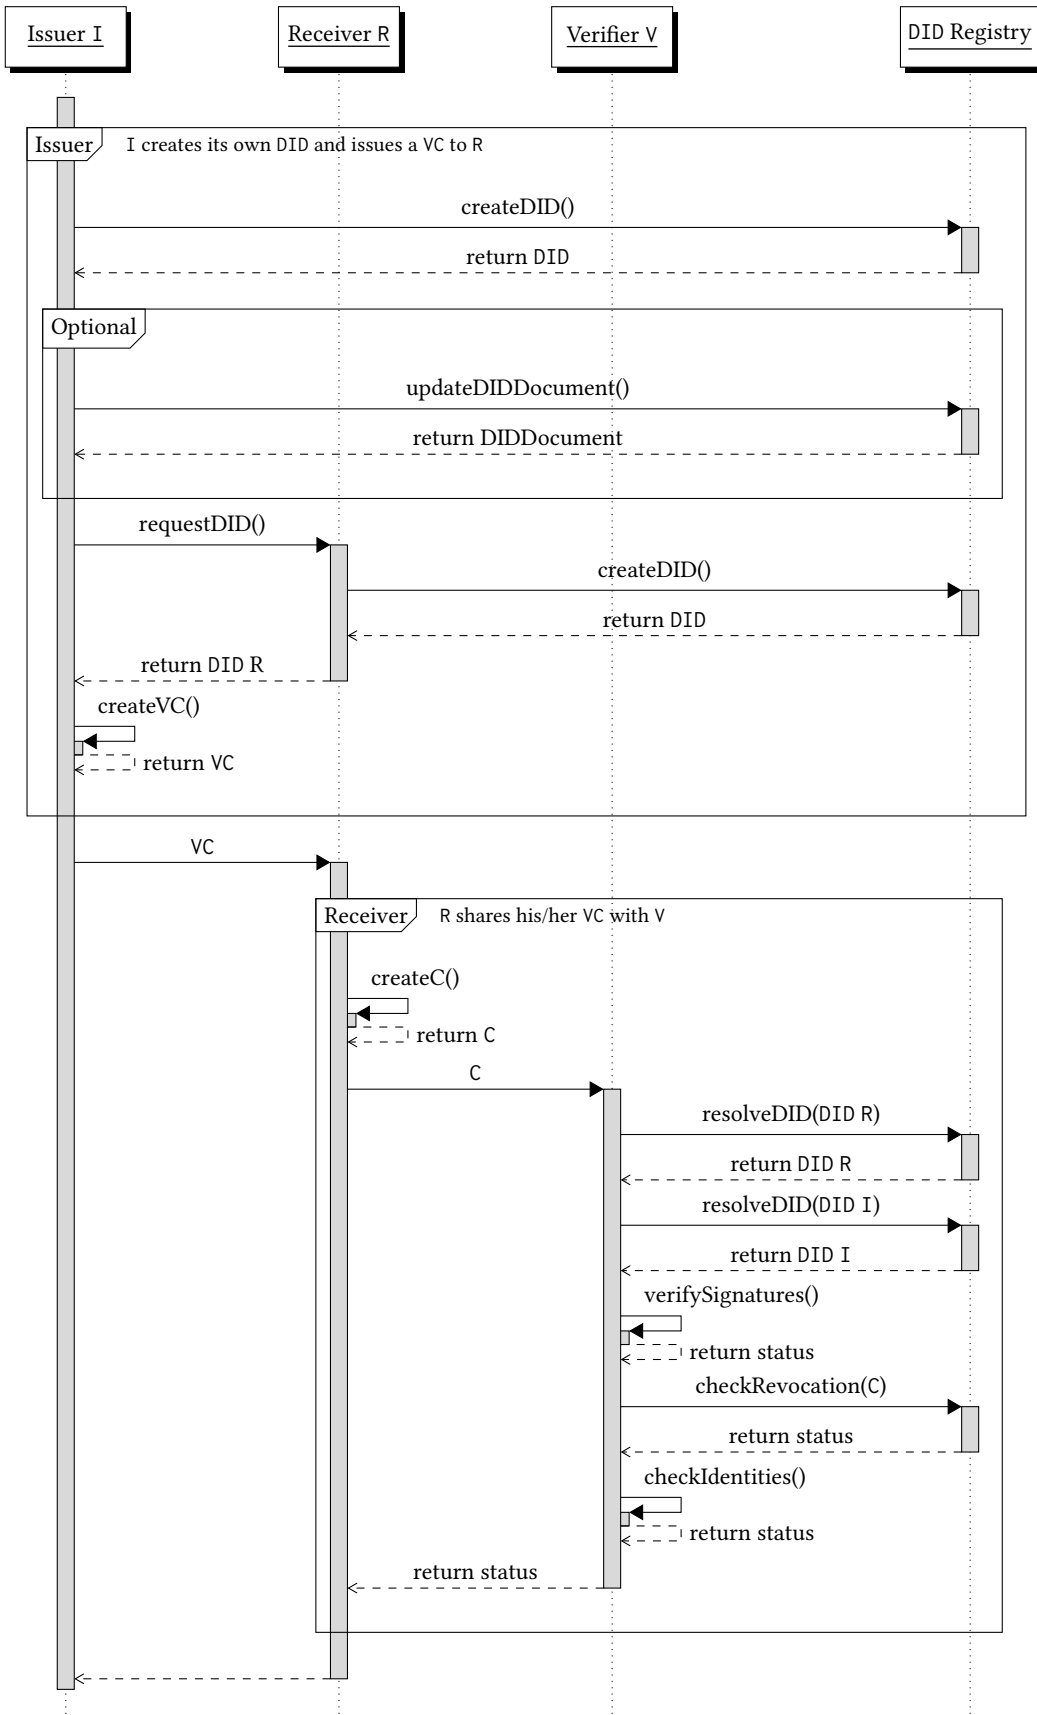 Issuer I
Receiver R
Verifier V
DID Registry
Issuer
I creates its own DID and issues a VC to R
createDID()
return DID
Optional
updateDIDDocument()
return DIDDocument
requestDID()
createDID()
return DID
return DID R
createVC()
return VC
VC
Receiver
R shares his/her VC with V
createC()
return C
C
resolveDID(DID R)
return DID R
resolveDID(DID I)
return DID I
verifySignatures()
return status
checkRevocation(C)
return status
checkIdentities()
return status
return status